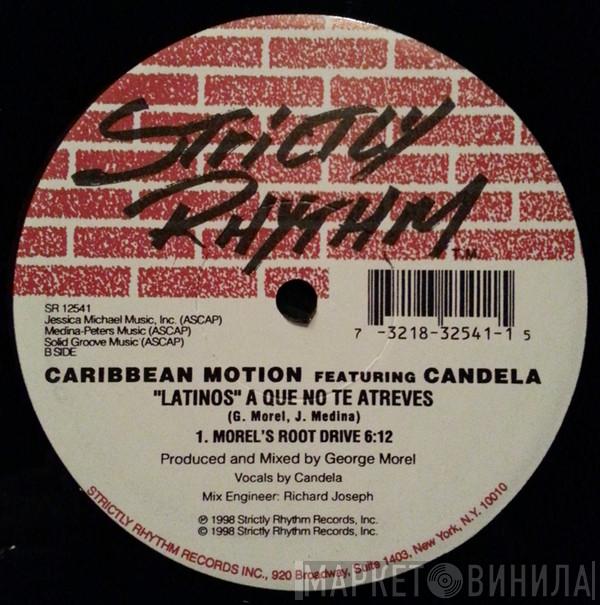 STRICTLY
RHYTHM
T.M.
SR 12541
Jessica Michael Music, Inc. (ASCAP)
Medina-Peters Music (ASCAP)
Solid Groove Music (ASCAP)
B SIDE
7 -3218-32541-1 5
CARIBBEAN MOTION FEATURING CANDELA
"LATINOS" A QUE NO TE ATREVES
(G. Morel, J. Medina)
1. MOREL'S ROOT DRIVE 6:12
Produced and Mixed by George Morel
Vocals by Candela
Mix Engineer: Richard Joseph
℗ 1998 Strictly Rhythm Records, Inc.
© 1998 Strictly Rhythm Records, Inc.
STRICTLY RHYTHM RECORDS INC., 920 Broadway, Suite 1403, New York, N.Y. 10010
МАРКЕТ ВИНИЛА